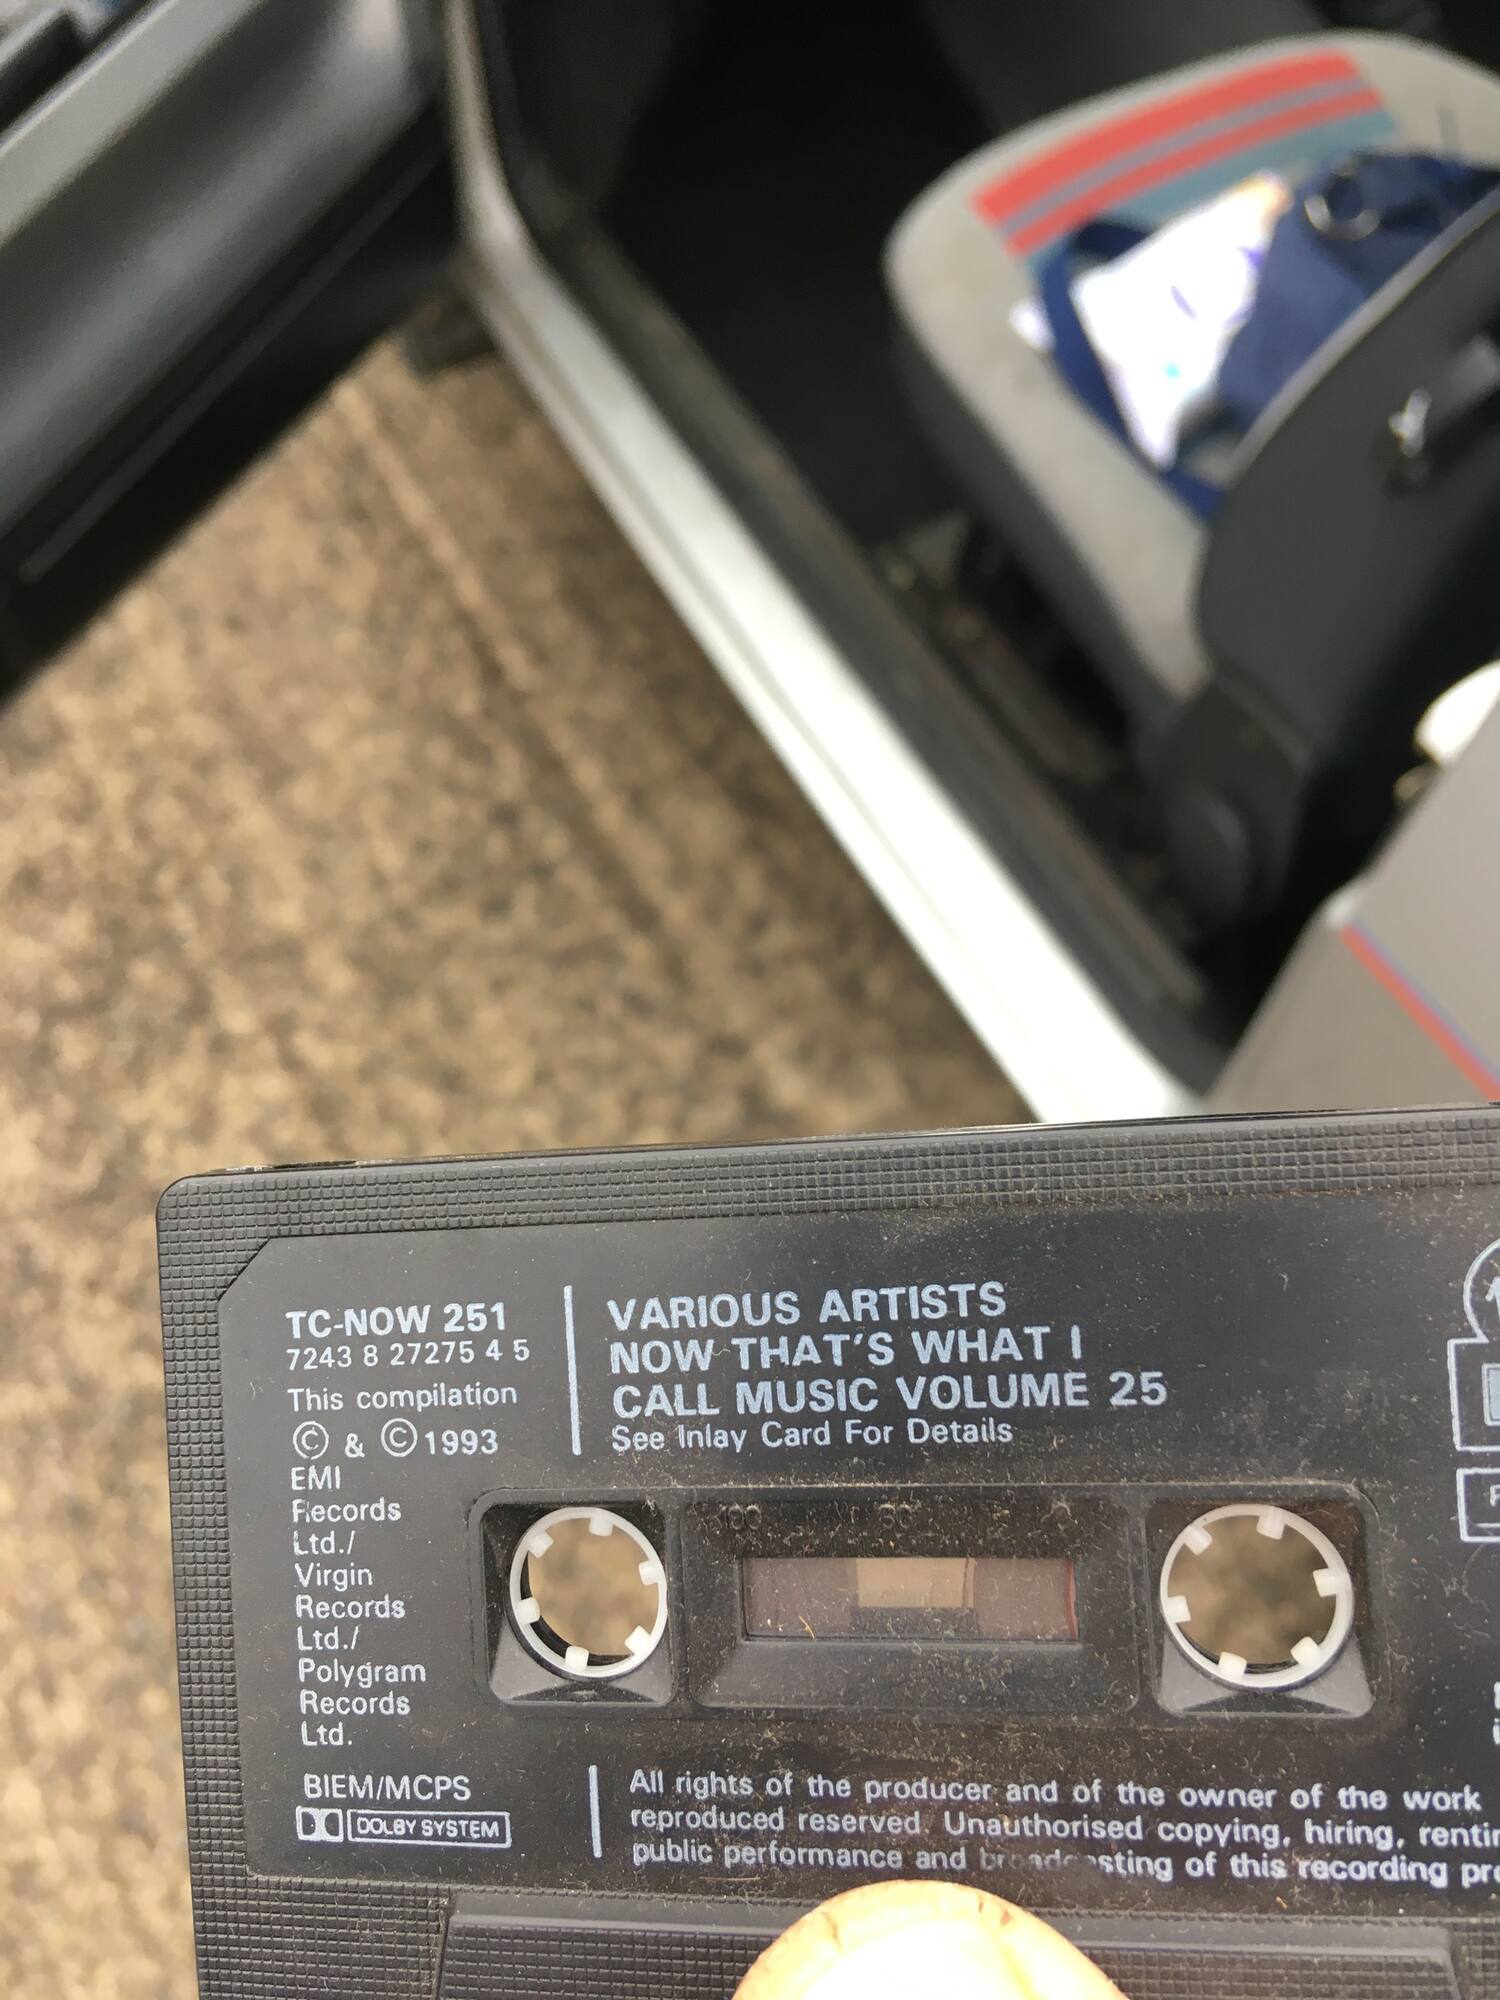 TC-NOW 251
7243 8 27275 4 5
This compilation
© & © 1993
EMI
Records
Ltd./
Virgin
Records
Ltd./
Polygram
Records
Ltd.
BIEM/MCPS
DOLBY SYSTEM
VARIOUS ARTISTS
NOW THAT'S WHAT I
CALL MUSIC VOLUME 25
See Inlay Card For Details
100 50
All rights of the producer and of the owner of the work
reproduced reserved. Unauthorised copying, hiring,
public performance and broadcasting of this recording